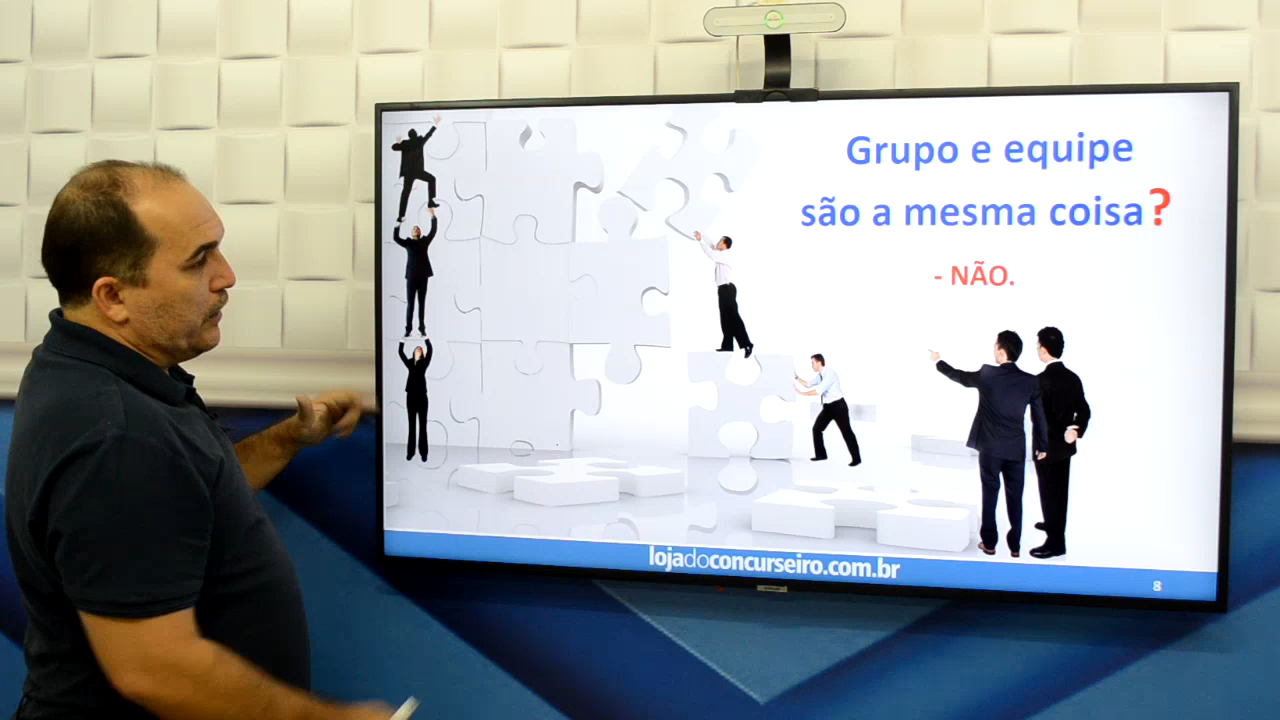 Grupo e equipe
são a mesma coisa?
- NÃO.
lojadoconcurseiro.com.br
8